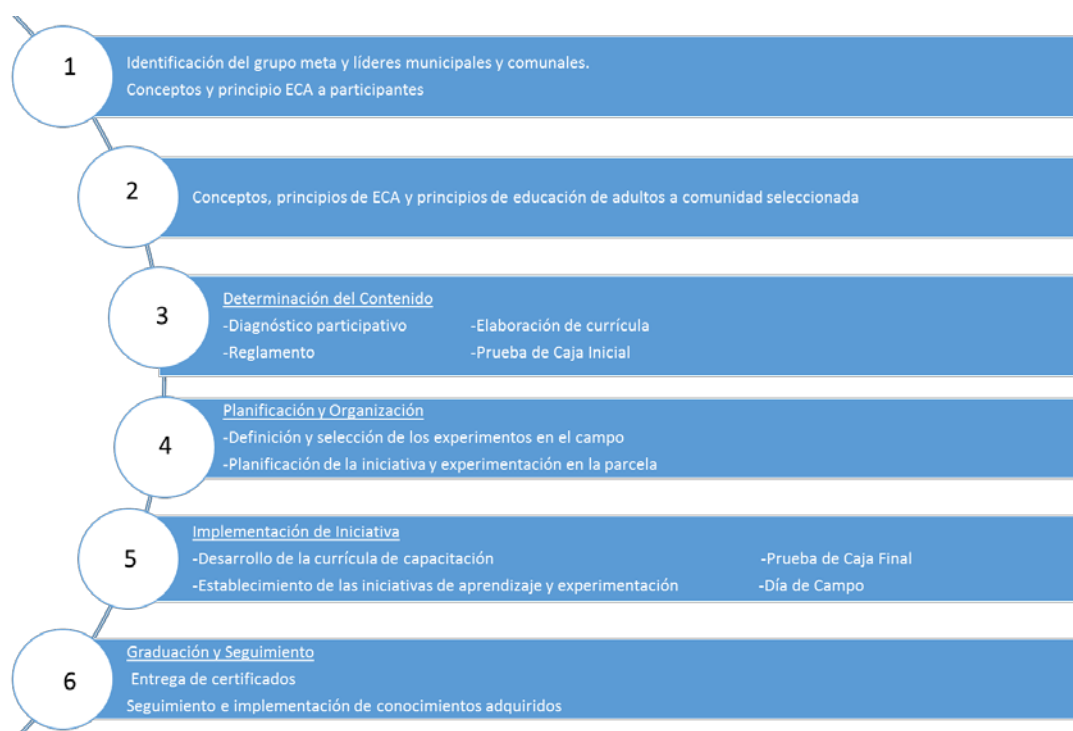 1
Identificación del grupo meta y líderes municipales y comunales.
Conceptos y principio ECA a participantes
2
Conceptos, principios de ECA y principios de educación de adultos a comunidad seleccionada
3
Determinación del Contenido
-Diagnóstico participativo -Elaboración de currícula
-Reglamento -Prueba de Caja Inicial
4
Planificación y Organización
-Definición y selección de los experimentos en el campo
-Planificación de la iniciativa y experimentación en la parcela
5
Implementación de Iniciativa
-Desarrollo de la currícula de capacitación -Prueba de Caja Final
-Establecimiento de las iniciativas de aprendizaje y experimentación -Día de Campo
6
Graduación y Seguimiento
Entrega de certificados
Seguimiento e implementación de conocimientos adquiridos